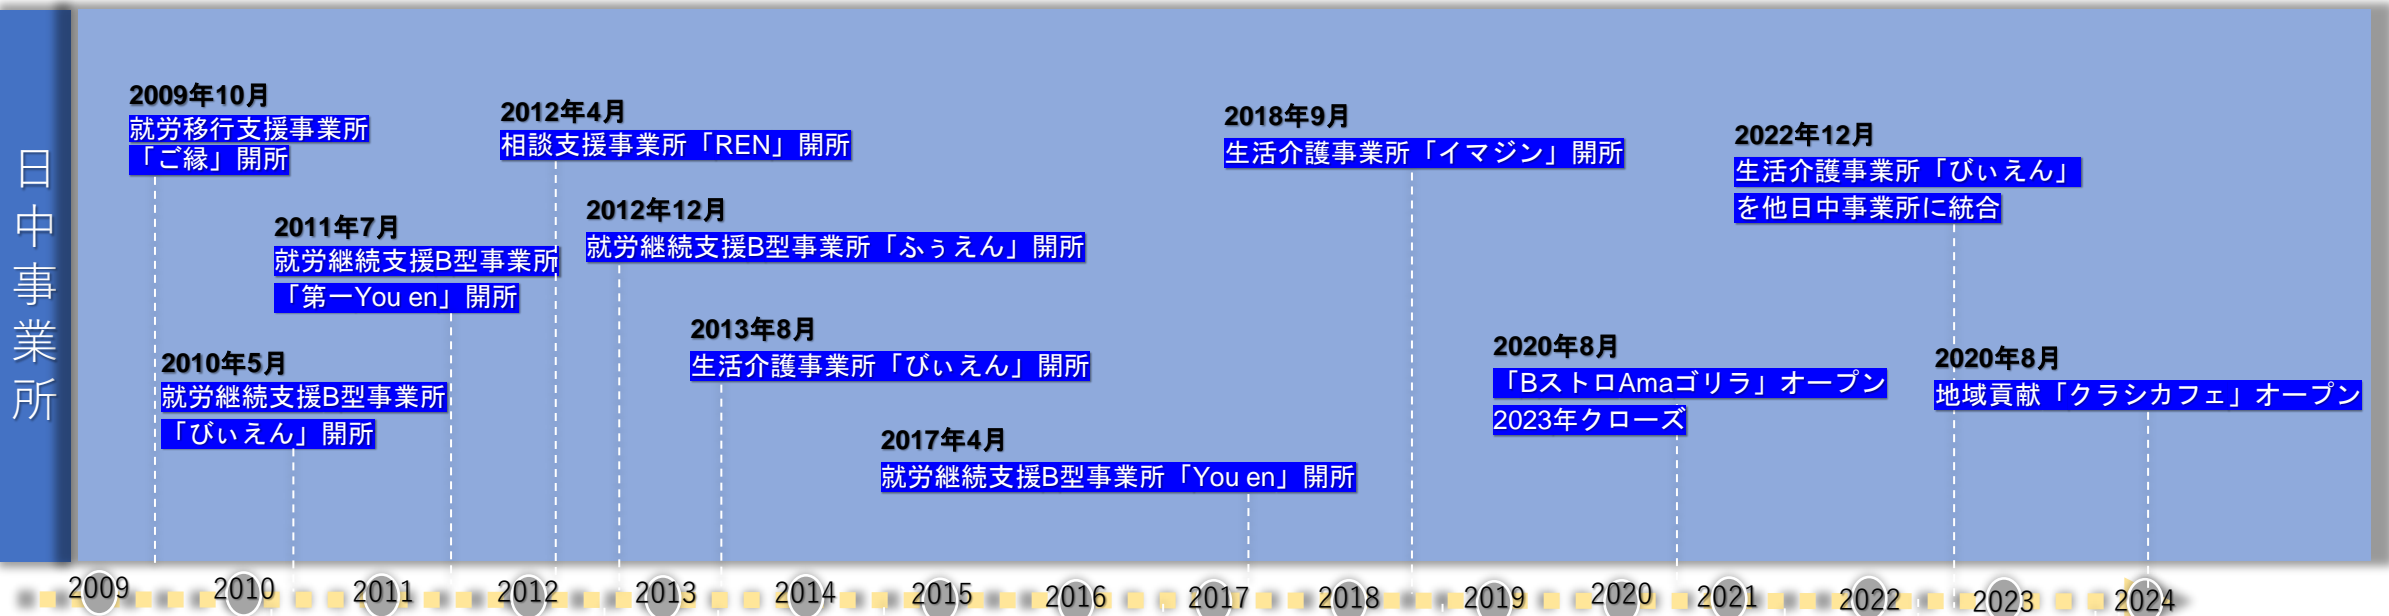 日中事業所
2009年10月
就労移行支援事業所
「ご縁」開所
2010年5月
就労継続支援B型事業所
「びぃえん」開所
2011年7月
就労継続支援B型事業所
「第一You en」開所
2012年4月
相談支援事業所「REN」開所
2012年12月
就労継続支援B型事業所「ふぅえん」開所
2013年8月
生活介護事業所「びぃえん」開所
2017年4月
就労継続支援B型事業所「You en」開所
2018年9月
生活介護事業所「イマジン」開所
2020年8月
「BストロAmaゴリラ」オープン
2023年クローズ
2022年12月
生活介護事業所「びぃえん」
を他日中事業所に統合
2020年8月
地域貢献「クラシカフェ」オープン
2009 2010 2011 2012 2013 2014 2015 2016 2017 2018 2019 2020 2021 2022 2023 2024